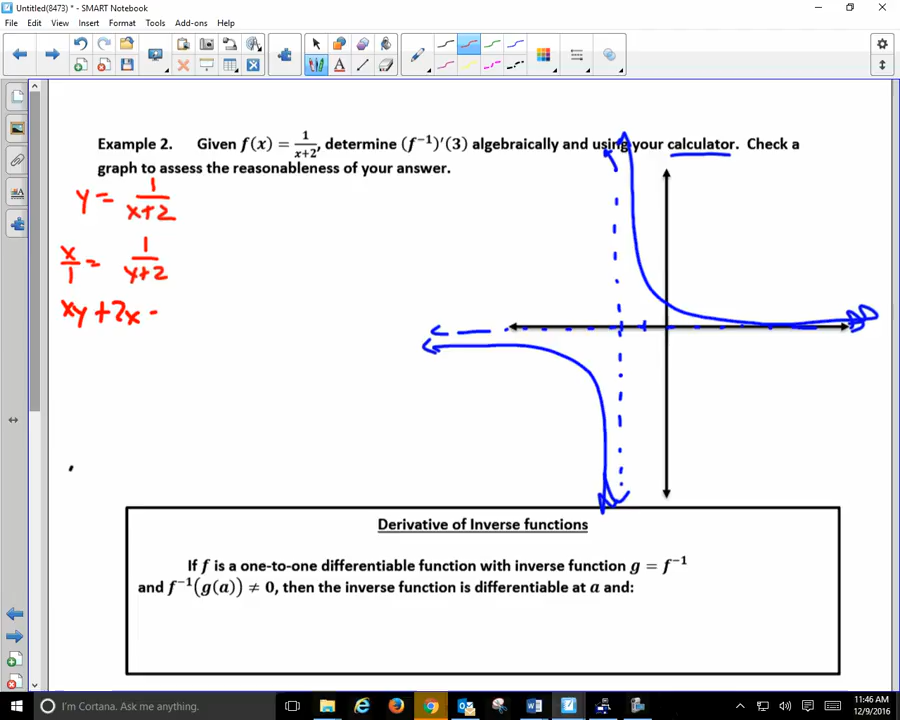 Untitled(8473) * - SMART Notebook
File Edit View Insert Format Tools Add-ons Help
Example 2. Given f(x) = 1/(x+2), determine (f⁻¹)′(3) algebraically and using your calculator. Check a
graph to assess the reasonableness of your answer.
y = 1/(x+2)
x/1 = 1/(y+2)
xy + 2x =
Derivative of Inverse functions
If f is a one-to-one differentiable function with inverse function g = f⁻¹
and f⁻¹(g(a)) ≠ 0, then the inverse function is differentiable at a and:
I'm Cortana. Ask me anything.
11:46 AM
12/9/2016